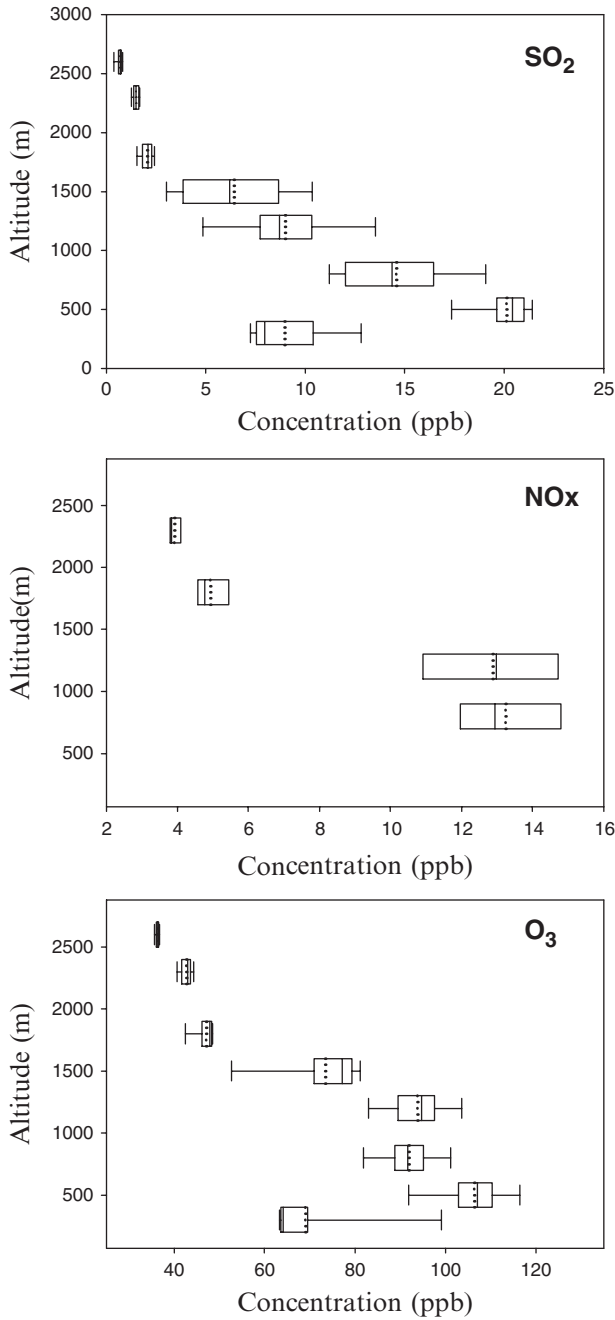 3000
SO2
2500
2000
1500
1000
500
0
Altitude (m)
0 5 10 15 20 25
Concentration (ppb)
NOx
2500
2000
1500
1000
500
Altitude(m)
2 4 6 8 10 12 14 16
Concentration (ppb)
O3
2500
2000
1500
1000
500
Altitude (m)
40 60 80 100 120
Concentration (ppb)